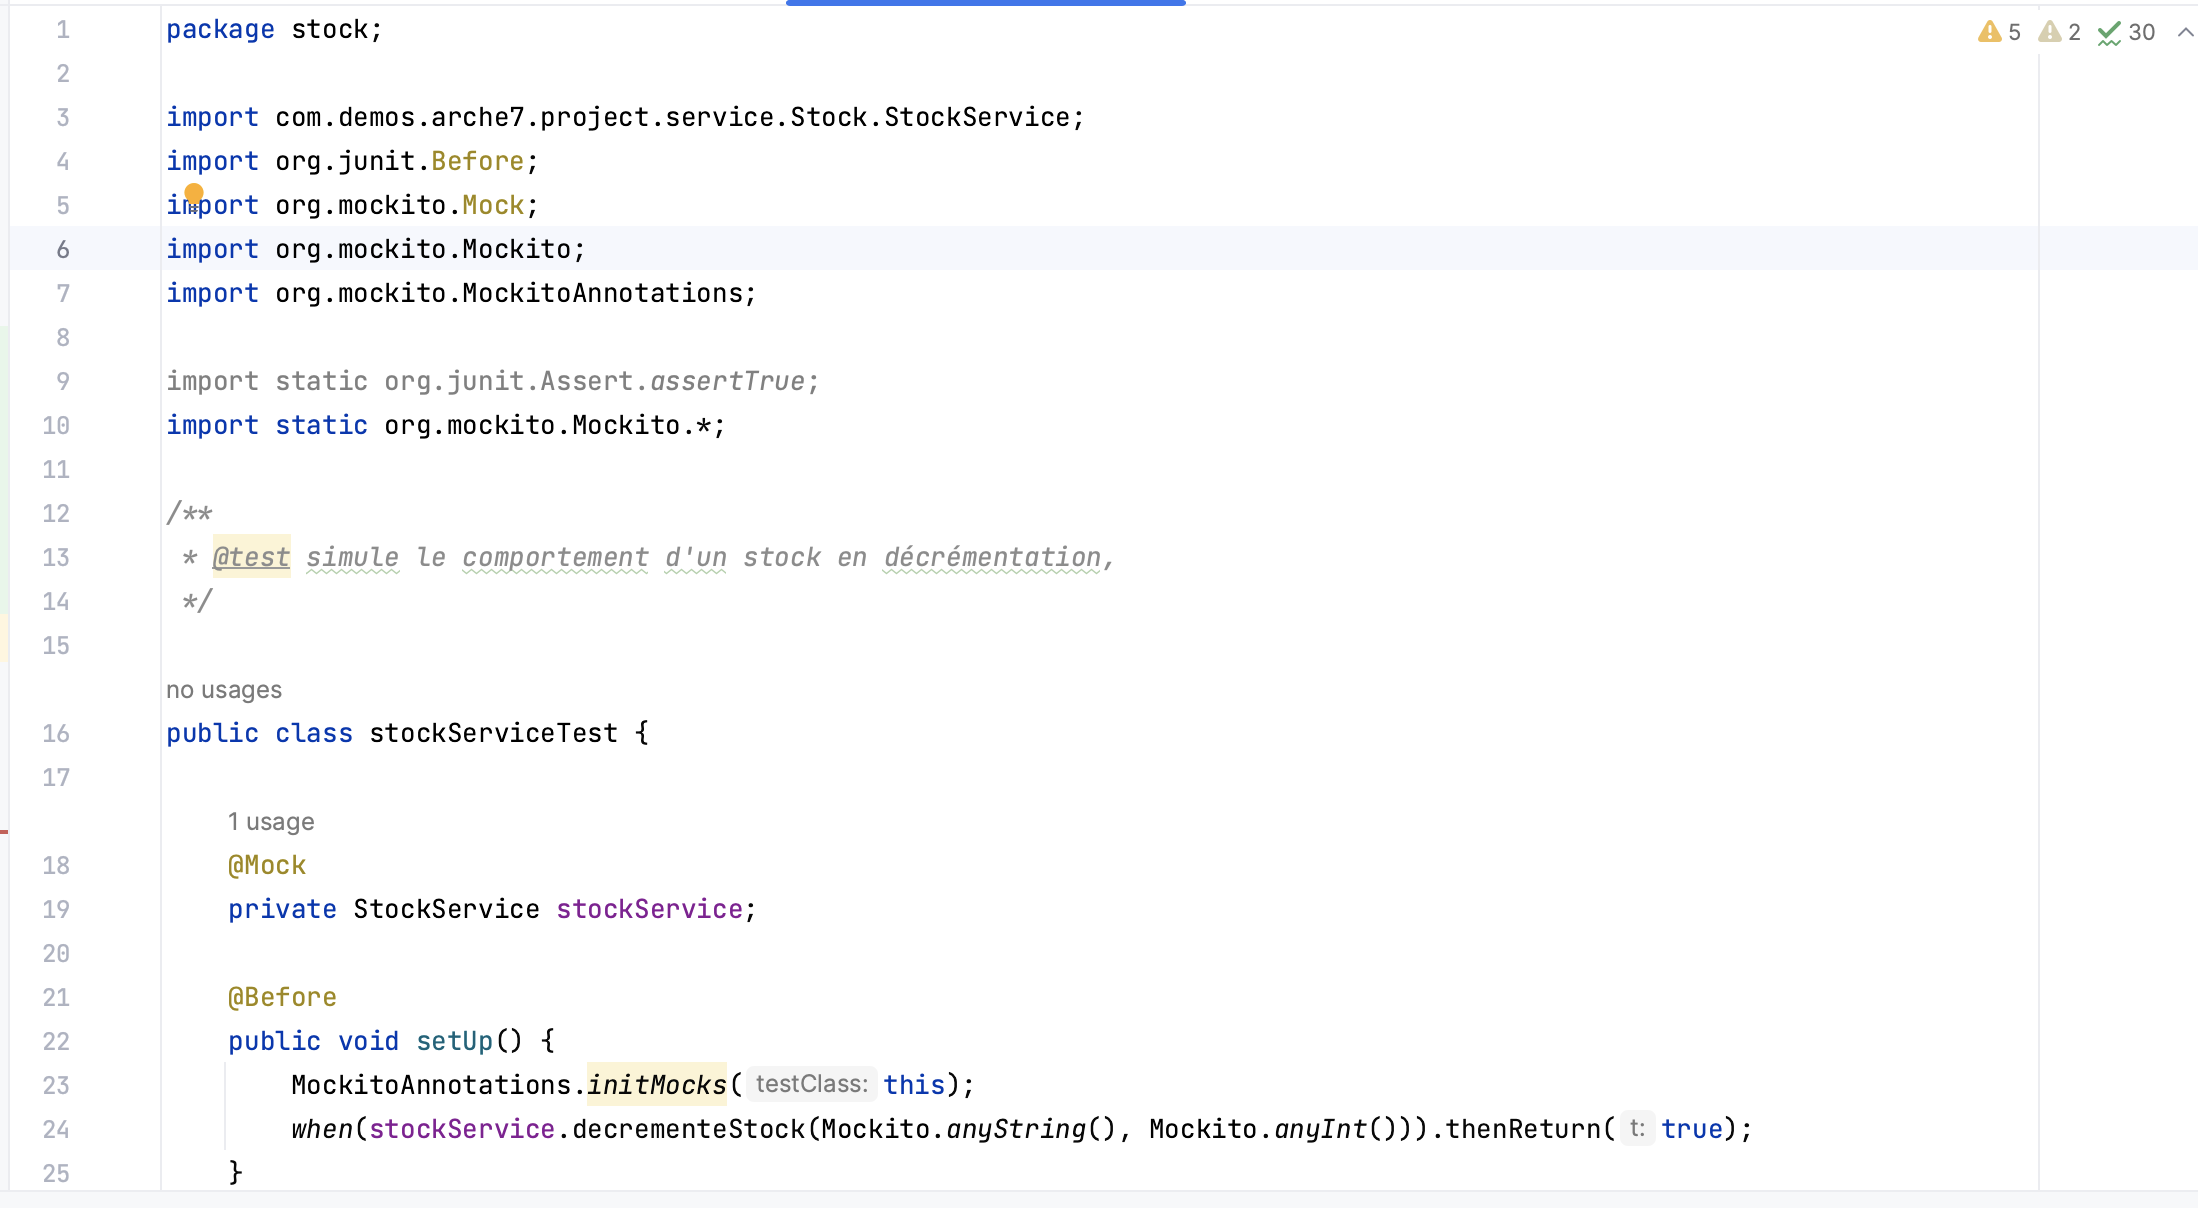 1 package stock; 5 2 30
2
3 import com.demos.arche7.project.service.Stock.StockService;
4 import org.junit.Before;
5 import org.mockito.Mock;
6 import org.mockito.Mockito;
7 import org.mockito.MockitoAnnotations;
8
9 import static org.junit.Assert.assertTrue;
10 import static org.mockito.Mockito.*;
11
12 /**
13 * @test simule le comportement d'un stock en décrémentation,
14 */
15
no usages
16 public class stockServiceTest {
17
1 usage
18 @Mock
19 private StockService stockService;
20
21 @Before
22 public void setUp() {
23 MockitoAnnotations.initMocks( testClass: this);
24 when(stockService.decrementeStock(Mockito.anyString(), Mockito.anyInt())).thenReturn( t: true);
25 }